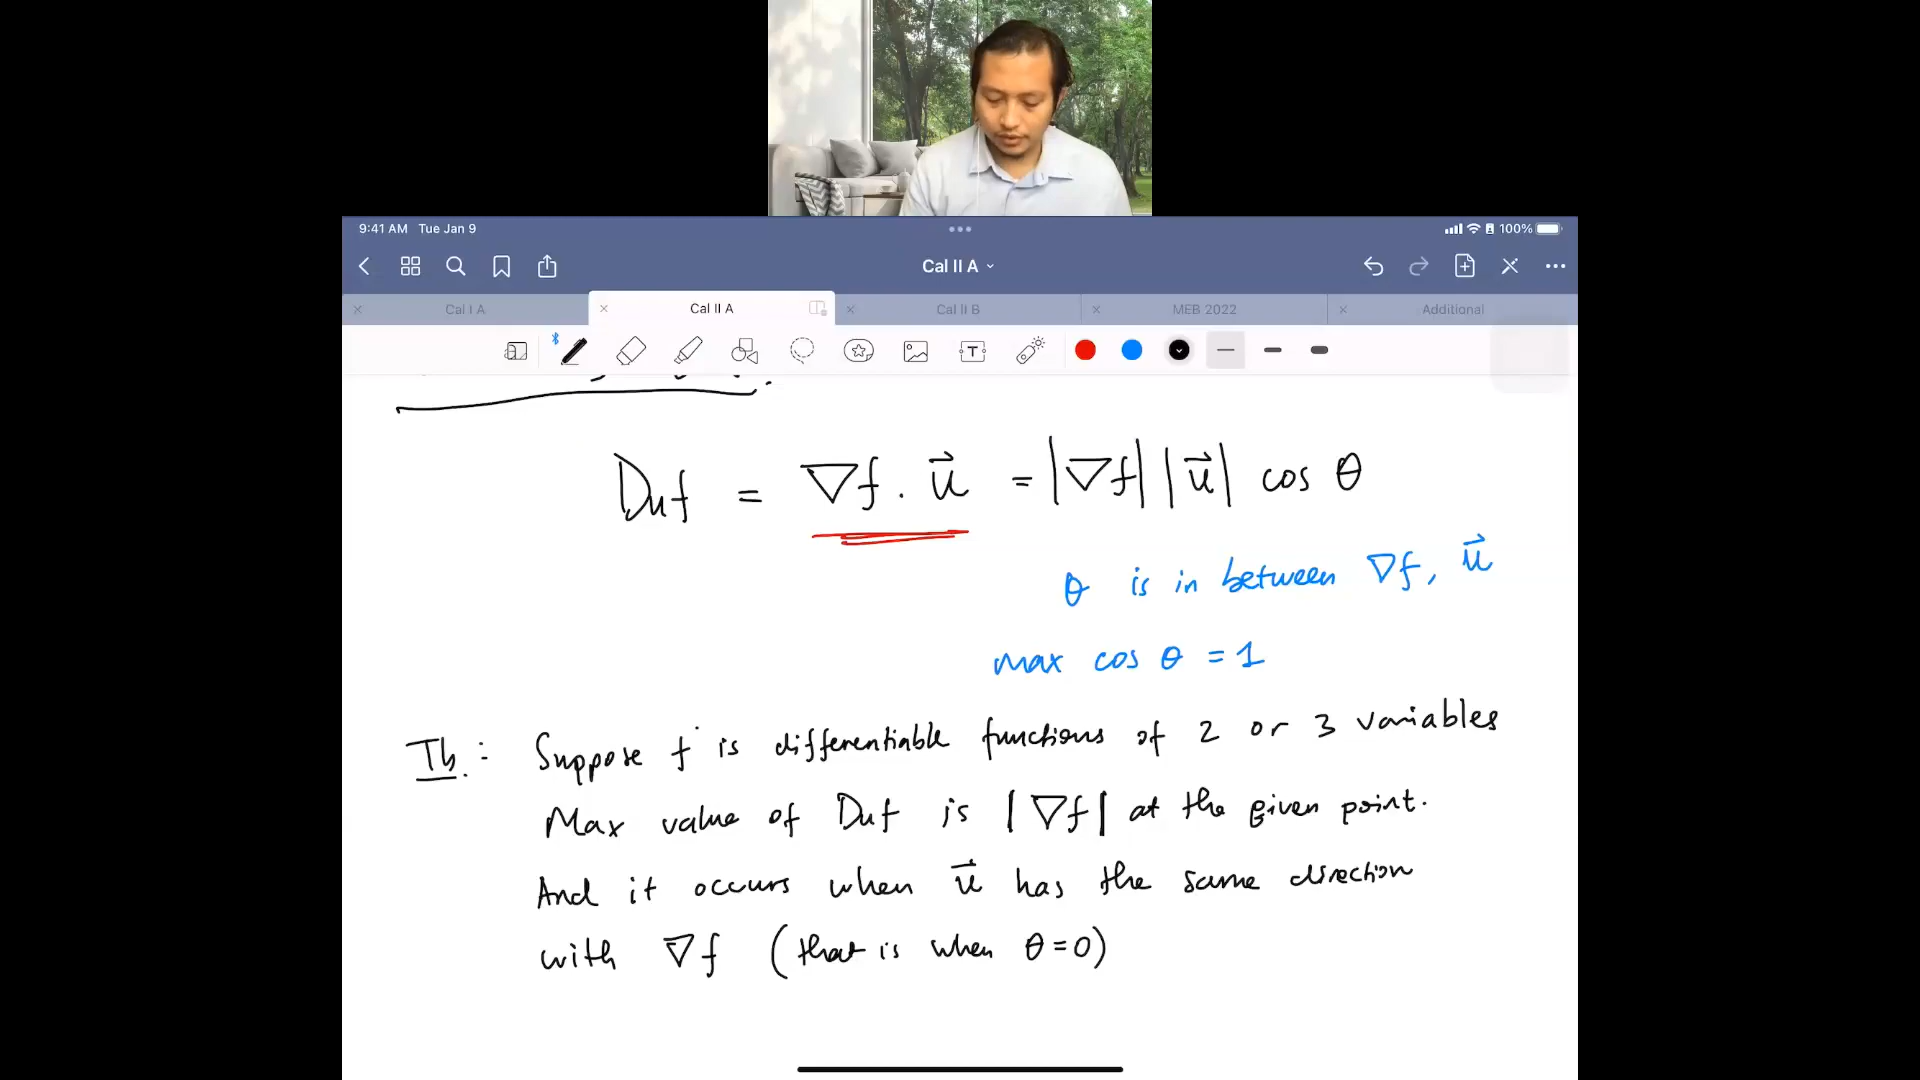 9:41 AM Tue Jan 9
100%
Cal II A
Cal I A
Cal II A
Cal II B
MEB 2022
Additional
T
Duf = ∇f . u⃗ = |∇f| |u⃗| cos θ
θ is in between ∇f, u⃗
max cos θ = 1
Th. : Suppose f is differentiable functions of 2 or 3 variables
Max value of Duf is |∇f| at the given point.
And it occurs when u⃗ has the same direction
with ∇f (that is when θ = 0)